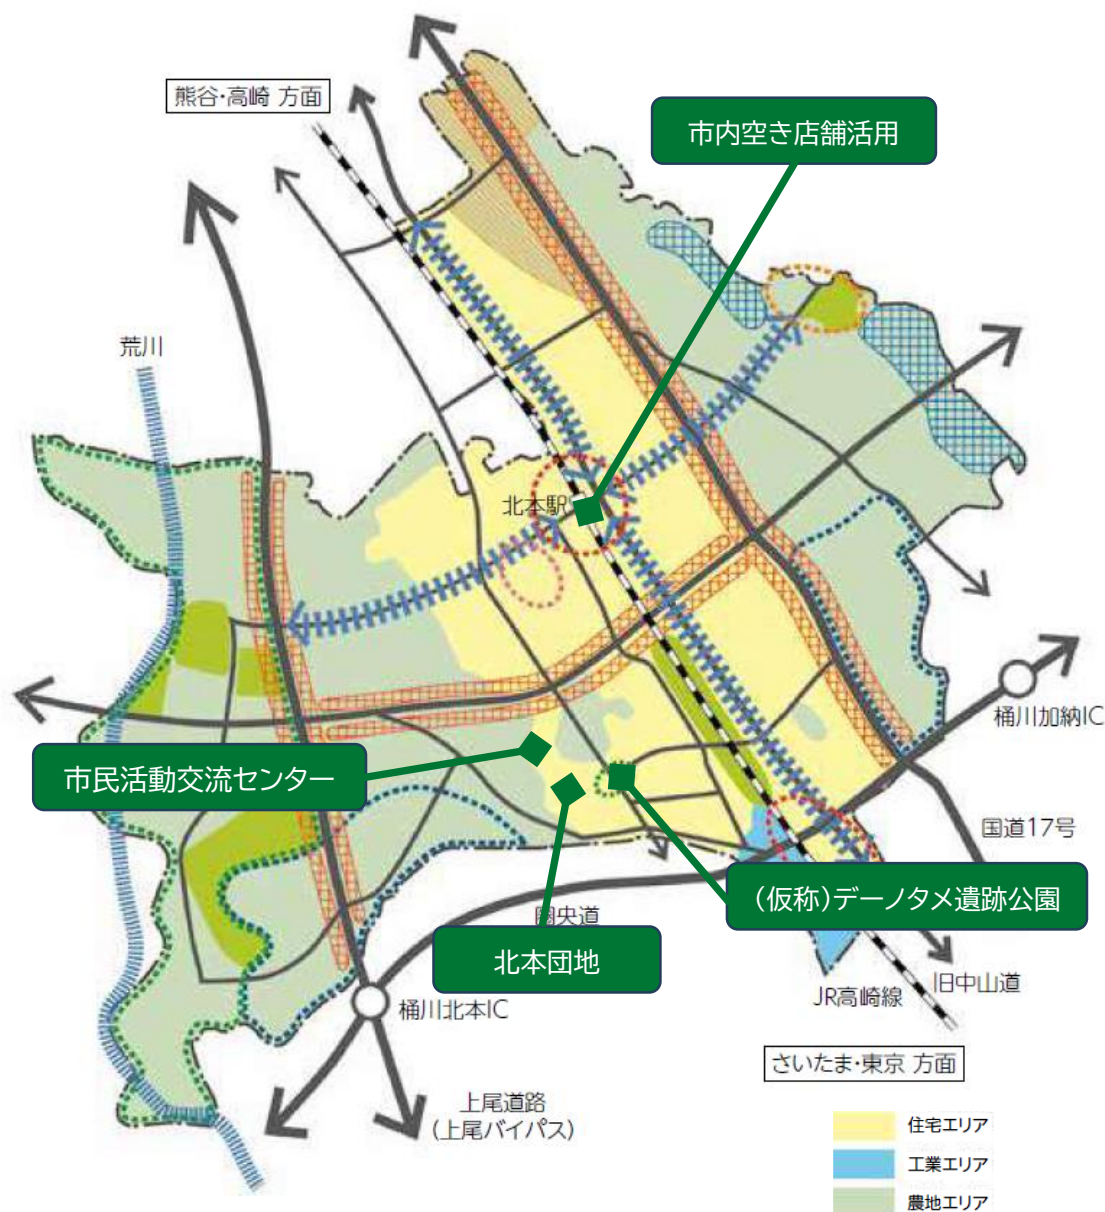 熊谷・高崎 方面
市内空き店舗活用
荒川
北本駅
桶川加納IC
市民活動交流センター
国道17号
(仮称)デーノタメ遺跡公園
圏央道
北本団地
旧中山道
JR高崎線
桶川北本IC
さいたま・東京 方面
上尾道路
(上尾バイパス)
住宅エリア
工業エリア
農地エリア